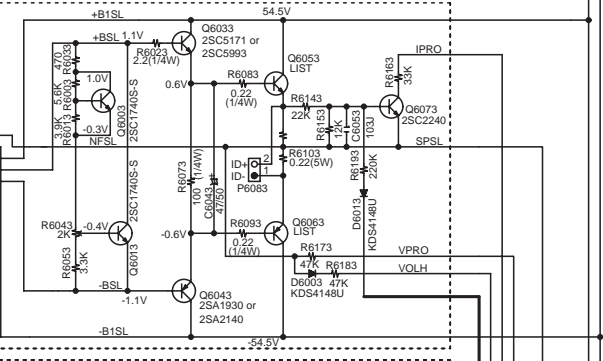 +B1SL
54.5V
+BSL 1.1V
R6023
2.2(1/4W)
Q6033
2SC5171 or
2SC5993
IPRO
470
R6033
1.0V
5.6K
R6003
3.9K
R6013
-0.3V
Q6003
2SC1740S-S
0.6V
R6083
0.22
(1/4W)
Q6053
LIST
R6143
22K
R6153
12K
C6053
103J
R6163
33K
Q6073
2SC2240
NFSL
SPSL
R6103
0.22(5W)
ID+
2
ID-
1
P6083
R6193
220K
R6073
100 (1/4W)
C6043
47/50
D6013
KDS4148U
2SC1740S-S
Q6013
R6043
2K
-0.4V
R6053
3.3K
-0.6V
R6093
0.22
(1/4W)
Q6063
LIST
R6173
47K
VPRO
R6183
47K
VOLH
D6003
KDS4148U
-BSL
-1.1V
Q6043
2SA1930 or
2SA2140
-B1SL
-54.5V